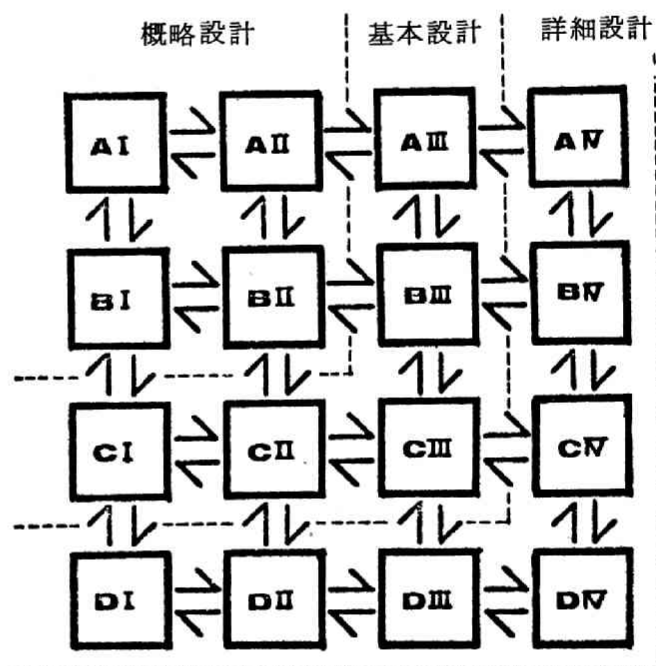 概略設計 基本設計 詳細設計
AⅠ AⅡ AⅢ AⅣ
BⅠ BⅡ BⅢ BⅣ
CⅠ CⅡ CⅢ CⅣ
DⅠ DⅡ DⅢ DⅣ